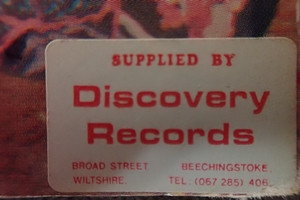 SUPPLIED BY
Discovery
Records
BROAD STREET BEECHINGSTOKE,
WILTSHIRE. TEL: (067 285) 406